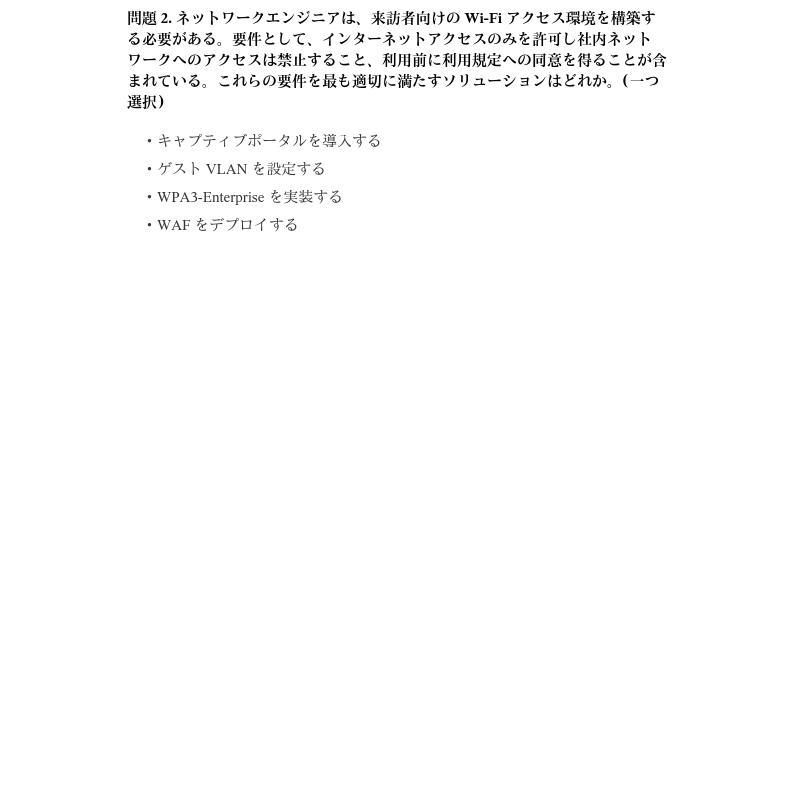 問題 2. ネットワークエンジニアは、来訪者向けの Wi-Fi アクセス環境を構築す
る必要がある。要件として、インターネットアクセスのみを許可し社内ネット
ワークへのアクセスは禁止すること、利用前に利用規定への同意を得ることが含
まれている。これらの要件を最も適切に満たすソリューションはどれか。(一つ
選択)
・キャプティブポータルを導入する
・ゲスト VLAN を設定する
・WPA3-Enterprise を実装する
・WAF をデプロイする